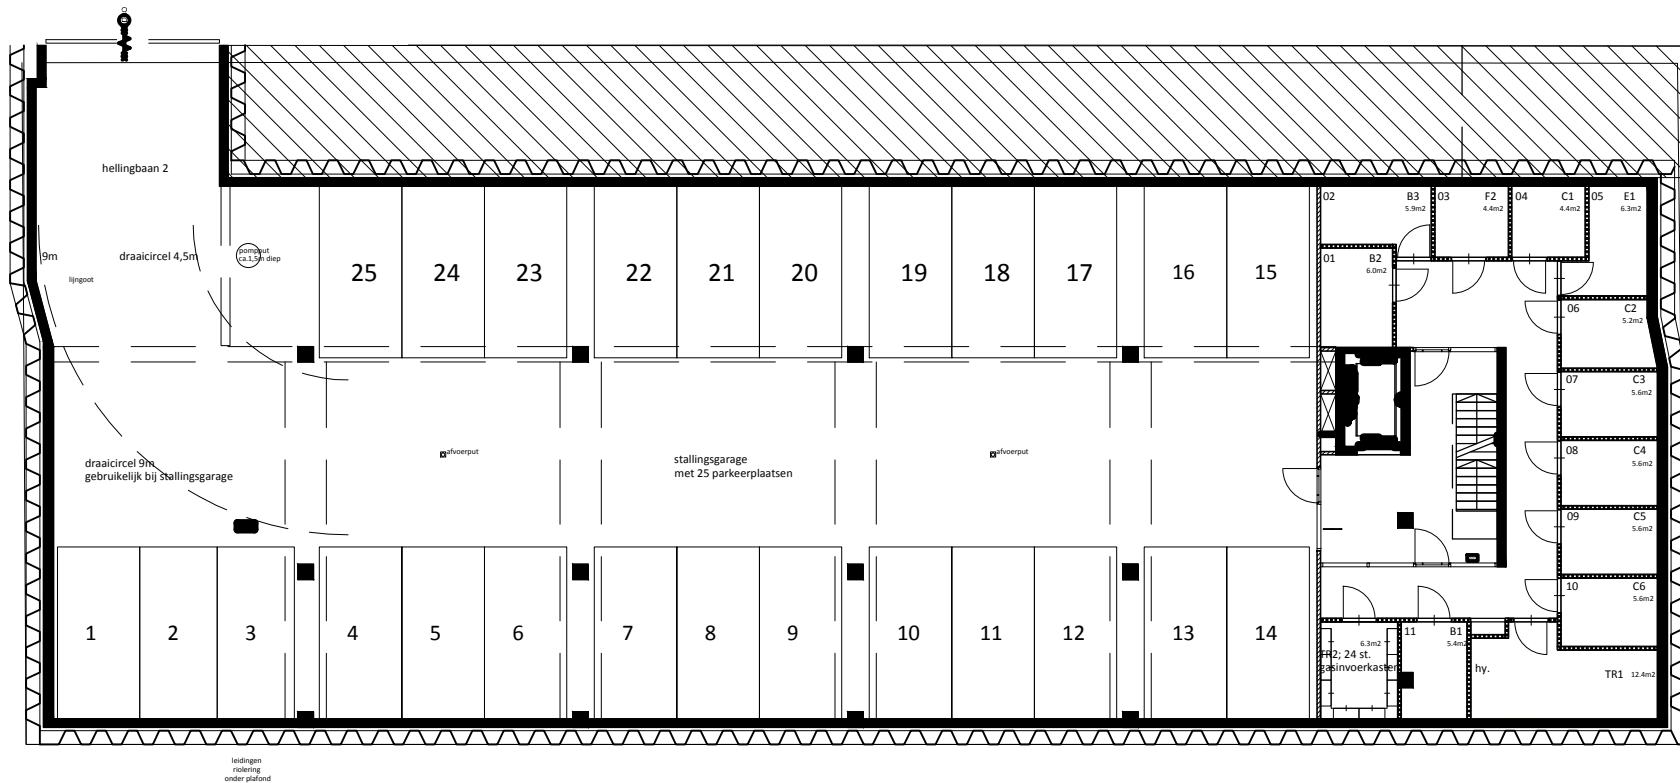 hellingbaan 2
02
B3
5.9m2
03
F2
4.4m2
04
C1
4.4m2
05
E1
6.3m2
9m
draaicircel 4,5m
pompput
ca.1,5m diep
lijngoot
25
24
23
22
21
20
19
18
17
16
15
01
B2
6.0m2
06
C2
5.2m2
07
C3
5.6m2
afvoerput
afvoerput
stallingsgarage
met 25 parkeerplaatsen
draaicircel 9m
gebruikelijk bij stallingsgarage
08
C4
5.6m2
09
C5
5.6m2
10
C6
5.6m2
1
2
3
4
5
6
7
8
9
10
11
12
13
14
6.3m2
TR2; 24 st.
gasinvoerkasten
11
B1
5.4m2
hy.
TR1
12.4m2
leidingen
riolering
onder plafond